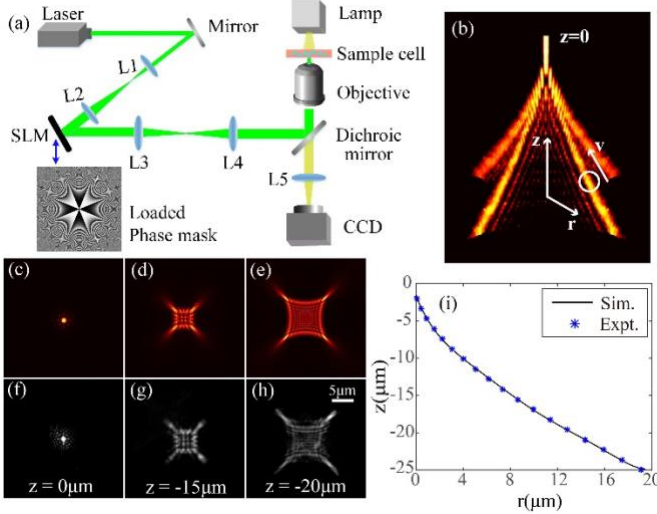 (a)
Laser
Mirror
Lamp
Sample cell
Objective
Dichroic
mirror
L1
L2
SLM
L3
L4
L5
CCD
Loaded
Phase mask
(b)
z=0
z
v
r
(c)
(d)
(e)
(f)
(g)
(h)
5μm
z = 0μm
z = -15μm
z = -20μm
(i)
Sim.
Expt.
z(μm)
0
-5
-10
-15
-20
-25
0
4
8
12
16
20
r(μm)